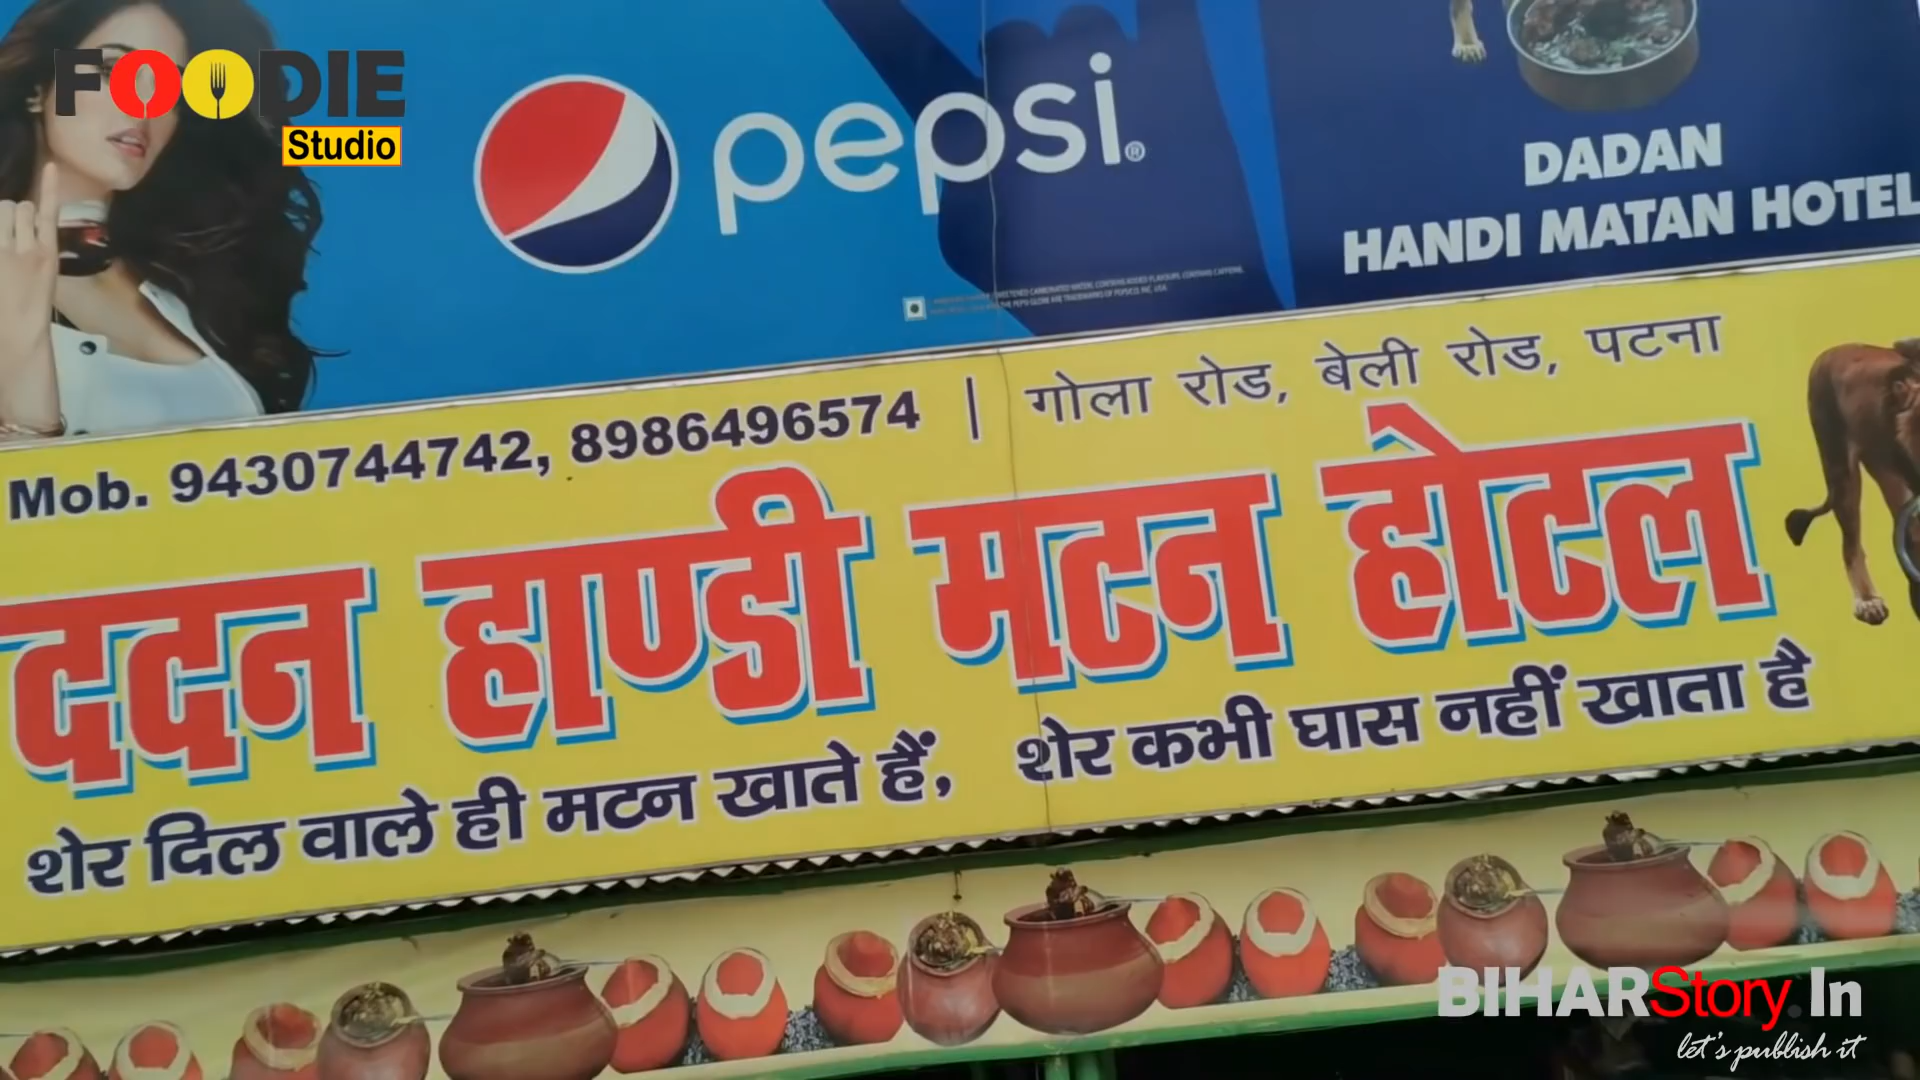 FOODIE
Studio
pepsi®
DADAN
HANDI MATAN HOTEL
Mob. 9430744742, 8986496574 | गोला रोड, बेली रोड, पटना
ददन हाण्डी मटन होटल
शेर दिल वाले ही मटन खाते हैं, शेर कभी घास नहीं खाता है
BIHARStory.In
let's publish it